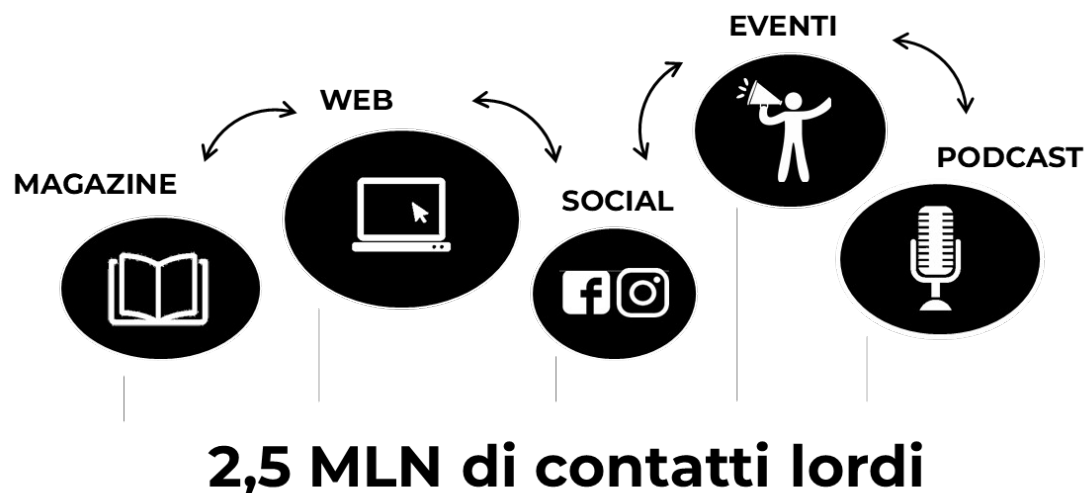 EVENTI
WEB
PODCAST
MAGAZINE
SOCIAL
2,5 MLN di contatti lordi